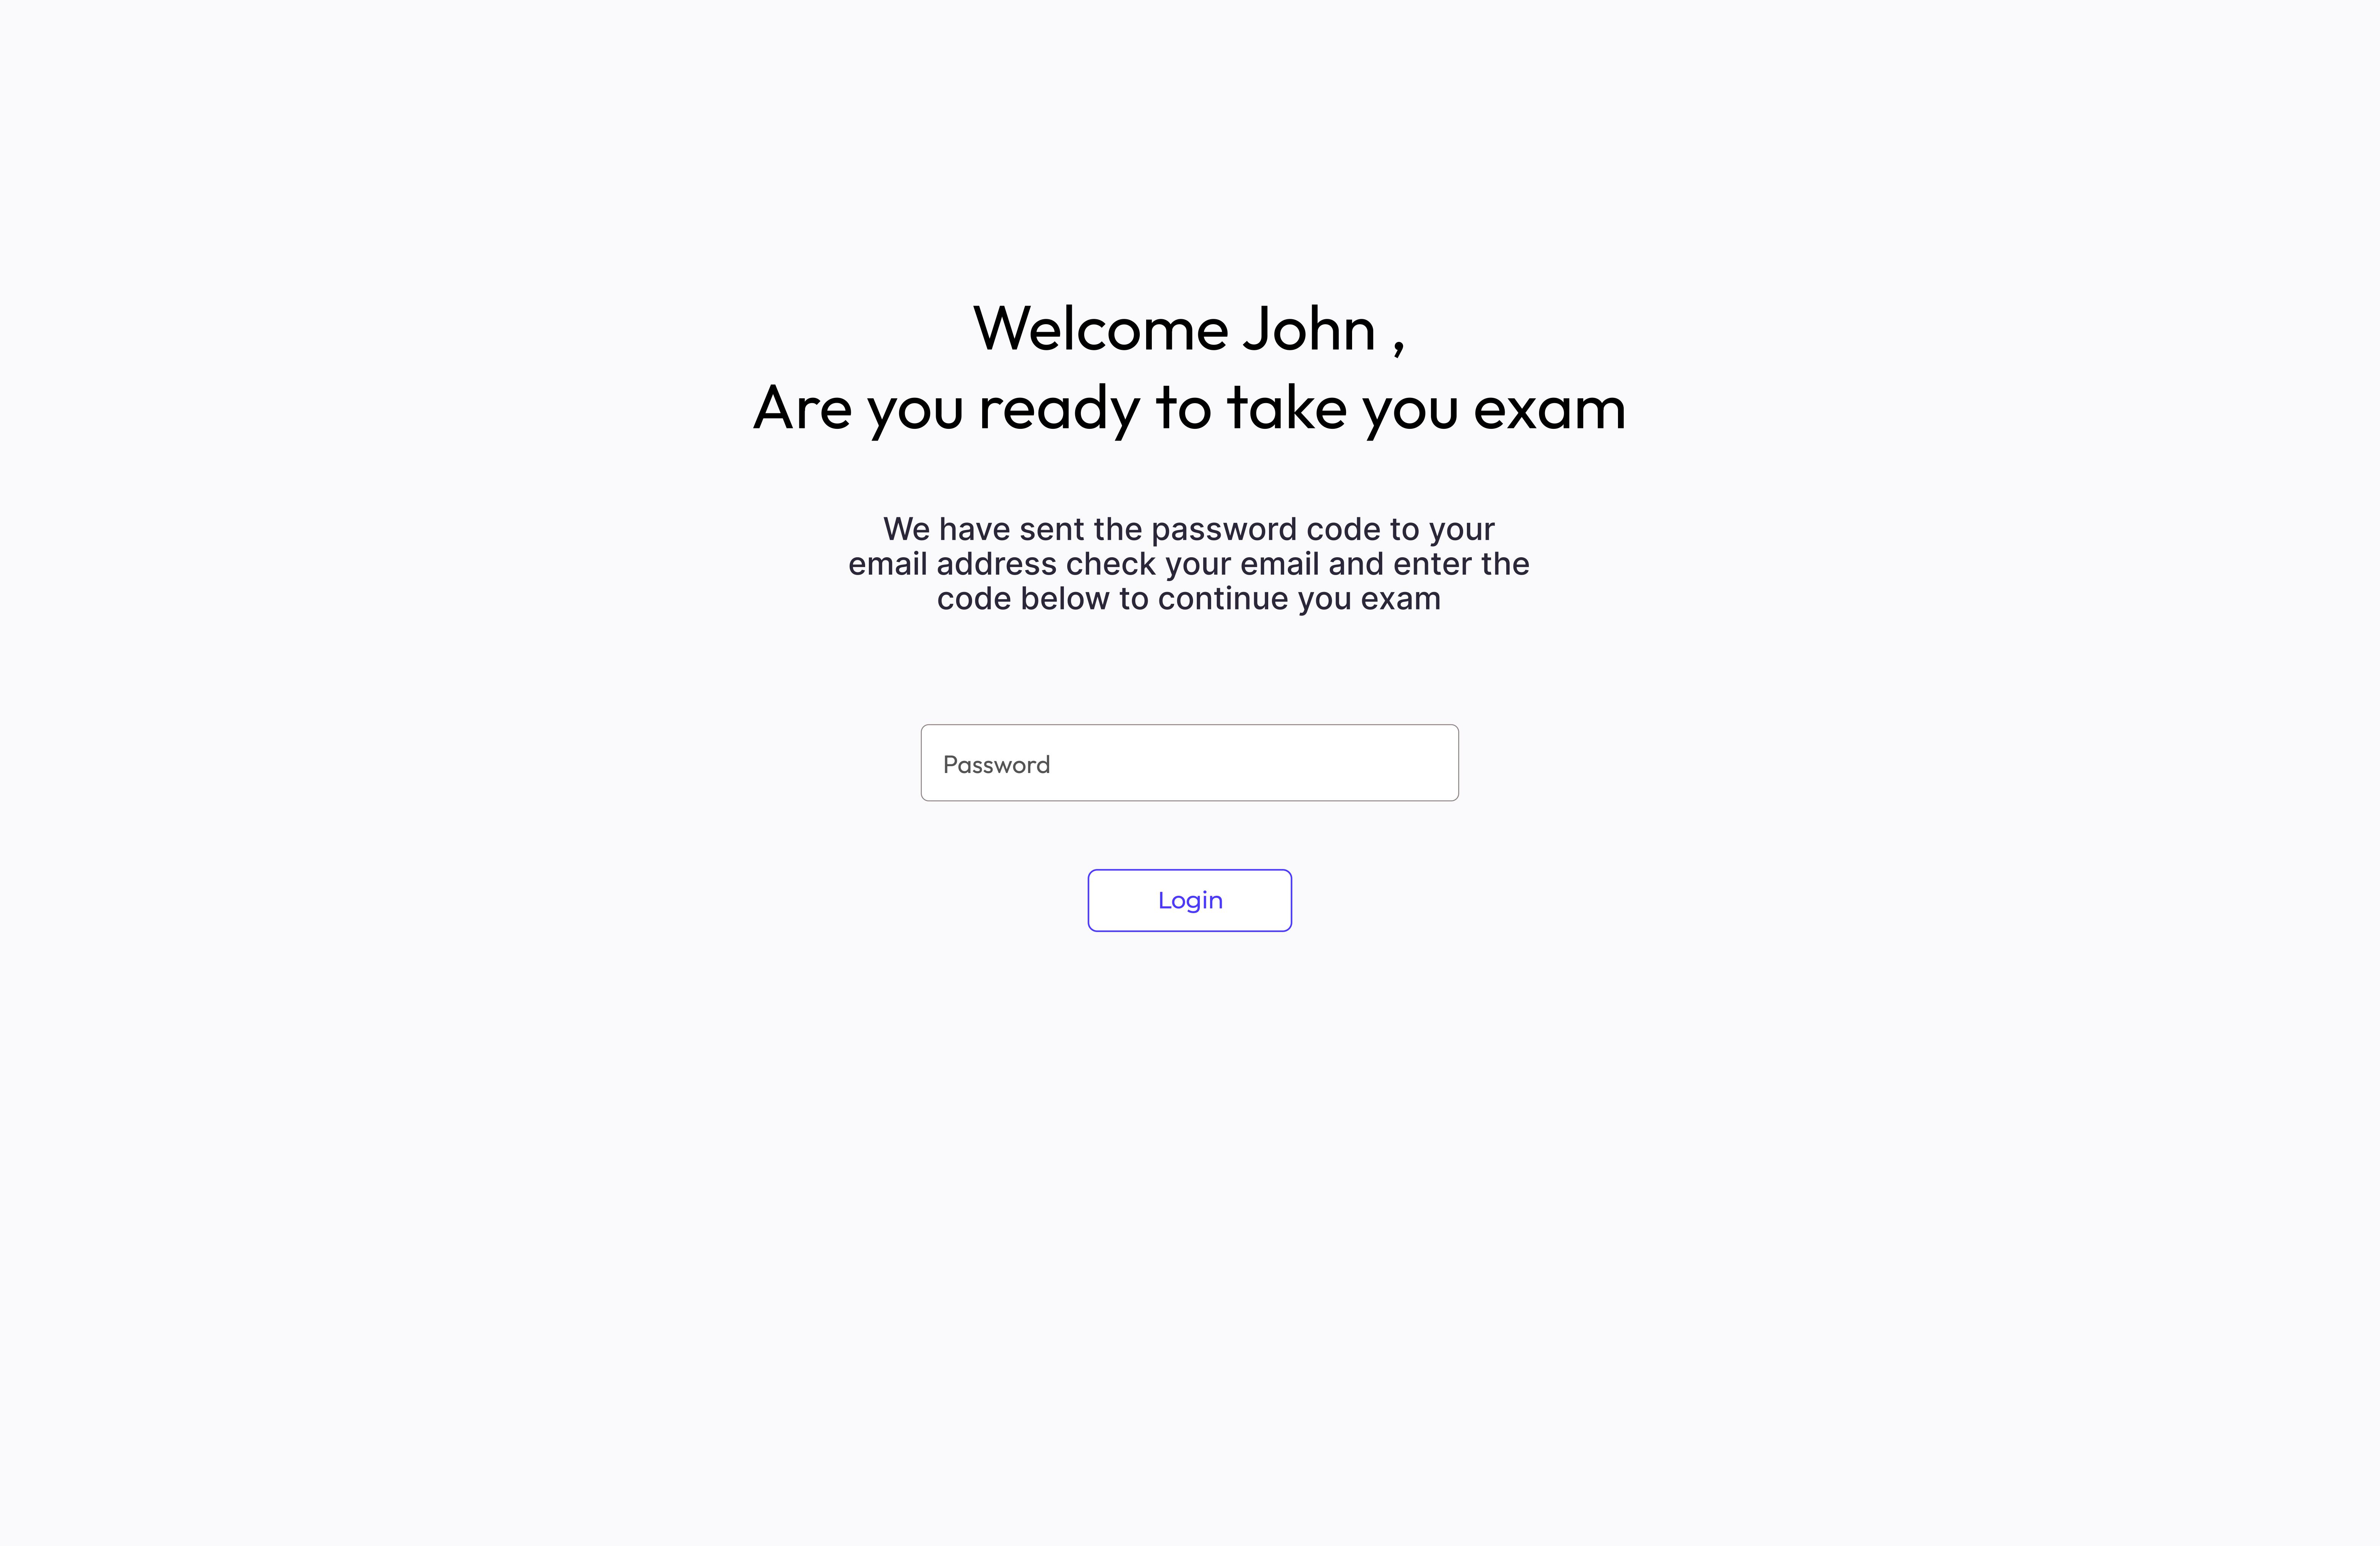 Welcome John ,
Are you ready to take you exam
We have sent the password code to your
email address check your email and enter the
code below to continue you exam
Password
Login